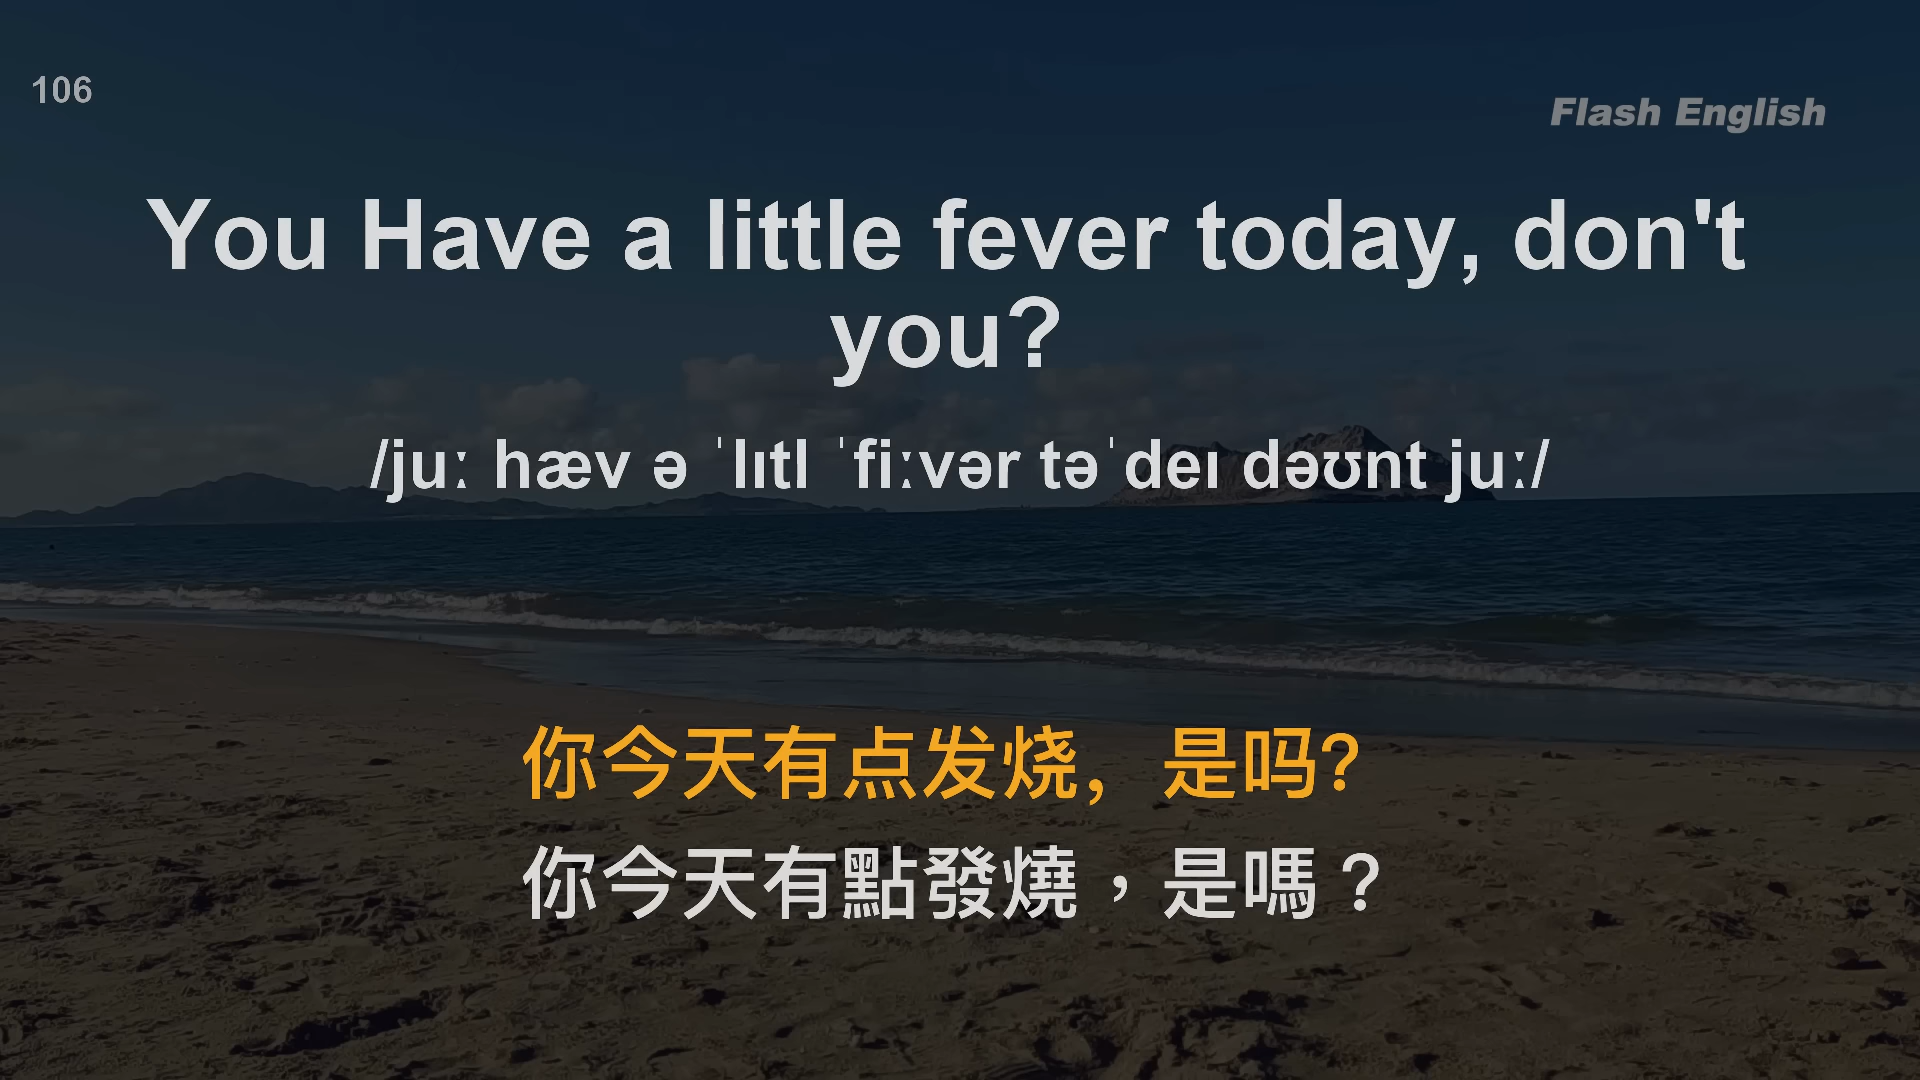 106
Flash English
You Have a little fever today, don't
you?
/juː hæv ə ˈlɪtl ˈfiːvər təˈdeɪ dəʊnt juː/
你今天有点发烧，是吗?
你今天有點發燒，是嗎？